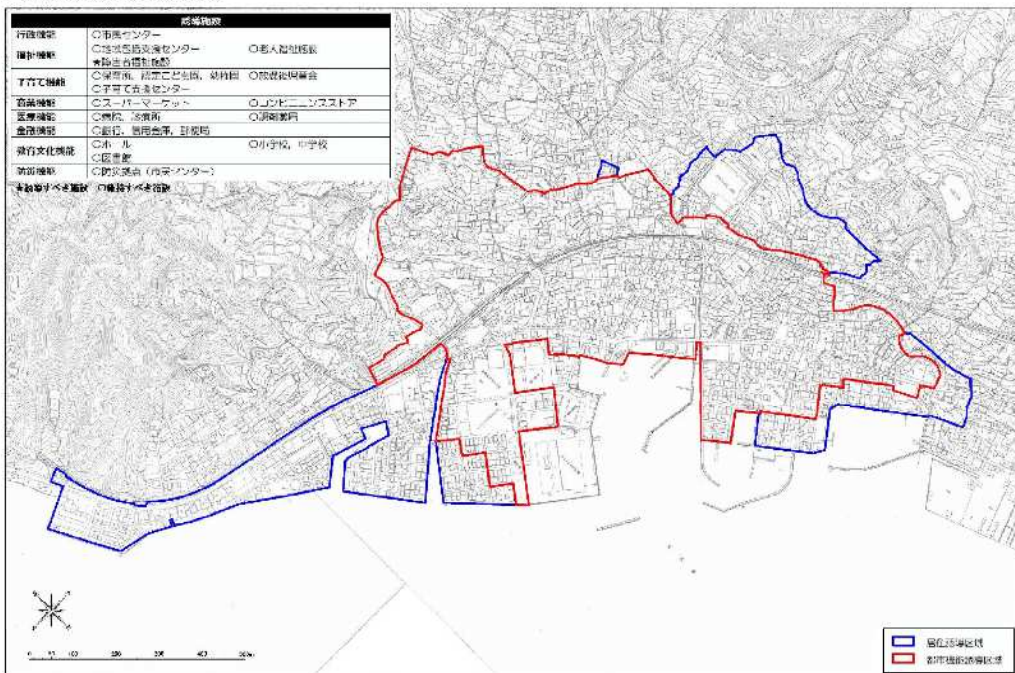 誘導施設
行政機能 ○市民センター
福祉機能 ○地域包括支援センター ○老人福祉施設
★障害者福祉施設
子育て機能 ○保育所，認定こども園，幼稚園 ○放課後児童会
○子育て支援センター
商業機能 ○スーパーマーケット ○コンビニエンスストア
医療機能 ○病院，診療所 ○調剤薬局
金融機能 ○銀行，信用金庫，郵便局
教育文化機能 ○ホール ○小学校，中学校
○図書館
防災機能 ○防災拠点（市民センター）
★誘導すべき施設 ○維持すべき施設
0 100 200 300 400 500m
居住誘導区域
都市機能誘導区域